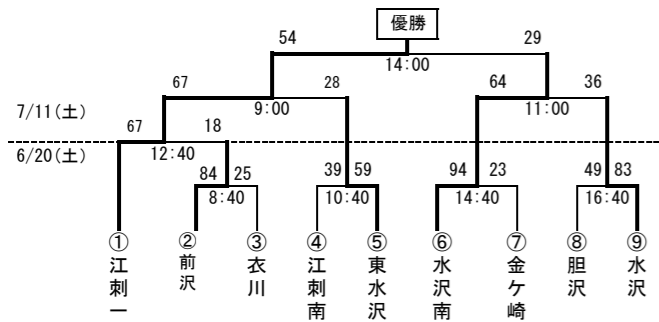 優勝
54
29
14:00
67
28
64
36
7/11(土)
9:00
11:00
67
18
6/20(土)
12:40
84
25
39
59
94
23
49
83
8:40
10:40
14:40
16:40
①
②
③
④
⑤
⑥
⑦
⑧
⑨
江刺一
前沢
衣川
江刺南
東水沢
水沢南
金ケ崎
胆沢
水沢